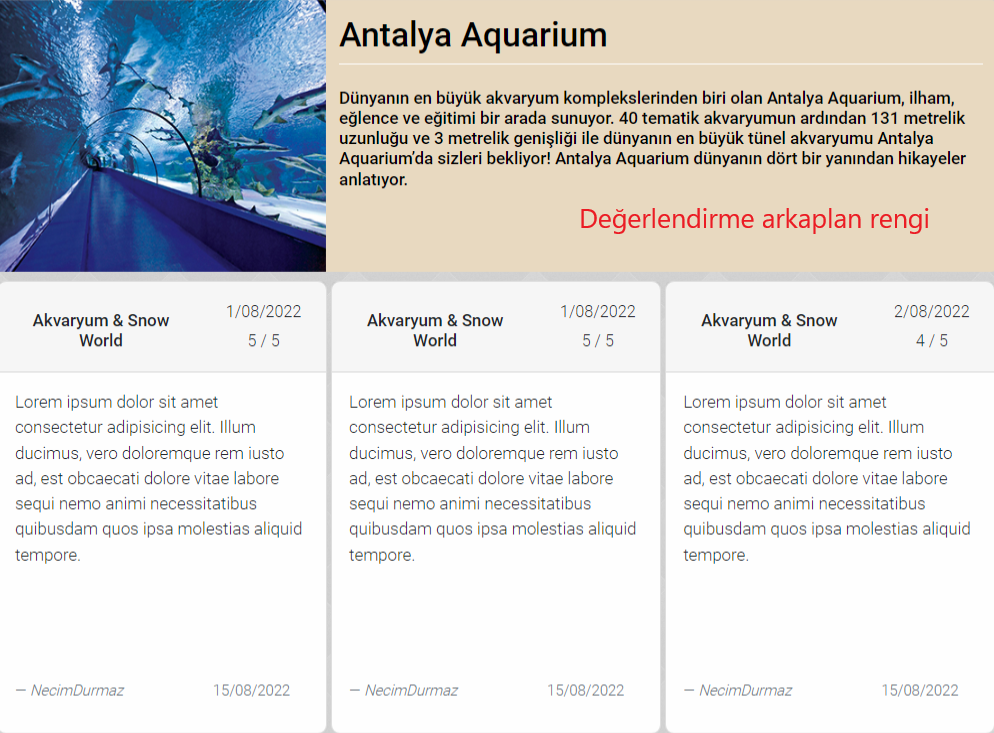 Antalya Aquarium
Dünyanın en büyük akvaryum komplekslerinden biri olan Antalya Aquarium, ilham,
eğlence ve eğitimi bir arada sunuyor. 40 tematik akvaryumun ardından 131 metrelik
uzunluğu ve 3 metrelik genişliği ile dünyanın en büyük tünel akvaryumu Antalya
Aquarium’da sizleri bekliyor! Antalya Aquarium dünyanın dört bir yanından hikayeler
anlatıyor.
Değerlendirme arkaplan rengi
Akvaryum & Snow
World
1/08/2022
5 / 5
Lorem ipsum dolor sit amet
consectetur adipisicing elit. Illum
ducimus, vero doloremque rem iusto
ad, est obcaecati dolore vitae labore
sequi nemo animi necessitatibus
quibusdam quos ipsa molestias aliquid
tempore.
— NecimDurmaz
15/08/2022
Akvaryum & Snow
World
1/08/2022
5 / 5
Lorem ipsum dolor sit amet
consectetur adipisicing elit. Illum
ducimus, vero doloremque rem iusto
ad, est obcaecati dolore vitae labore
sequi nemo animi necessitatibus
quibusdam quos ipsa molestias aliquid
tempore.
— NecimDurmaz
15/08/2022
Akvaryum & Snow
World
2/08/2022
4 / 5
Lorem ipsum dolor sit amet
consectetur adipisicing elit. Illum
ducimus, vero doloremque rem iusto
ad, est obcaecati dolore vitae labore
sequi nemo animi necessitatibus
quibusdam quos ipsa molestias aliquid
tempore.
— NecimDurmaz
15/08/2022